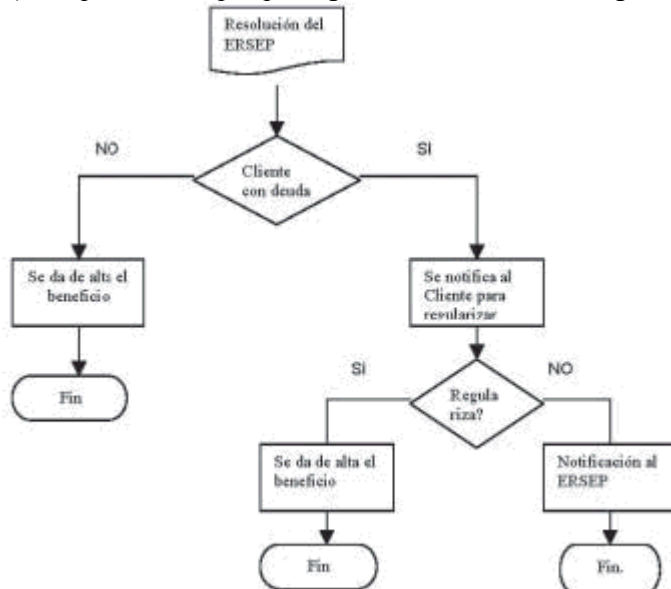 Resolución del
ERSEP
NO
SI
Cliente
con deuda
Se da de alts el
beneficio
Se notifica al
Cliente para
regularizar
Fin
SI
NO
Regula
riza?
Se da de alta el
beneficio
Notificación al
ERSEP
Fin
Fin.